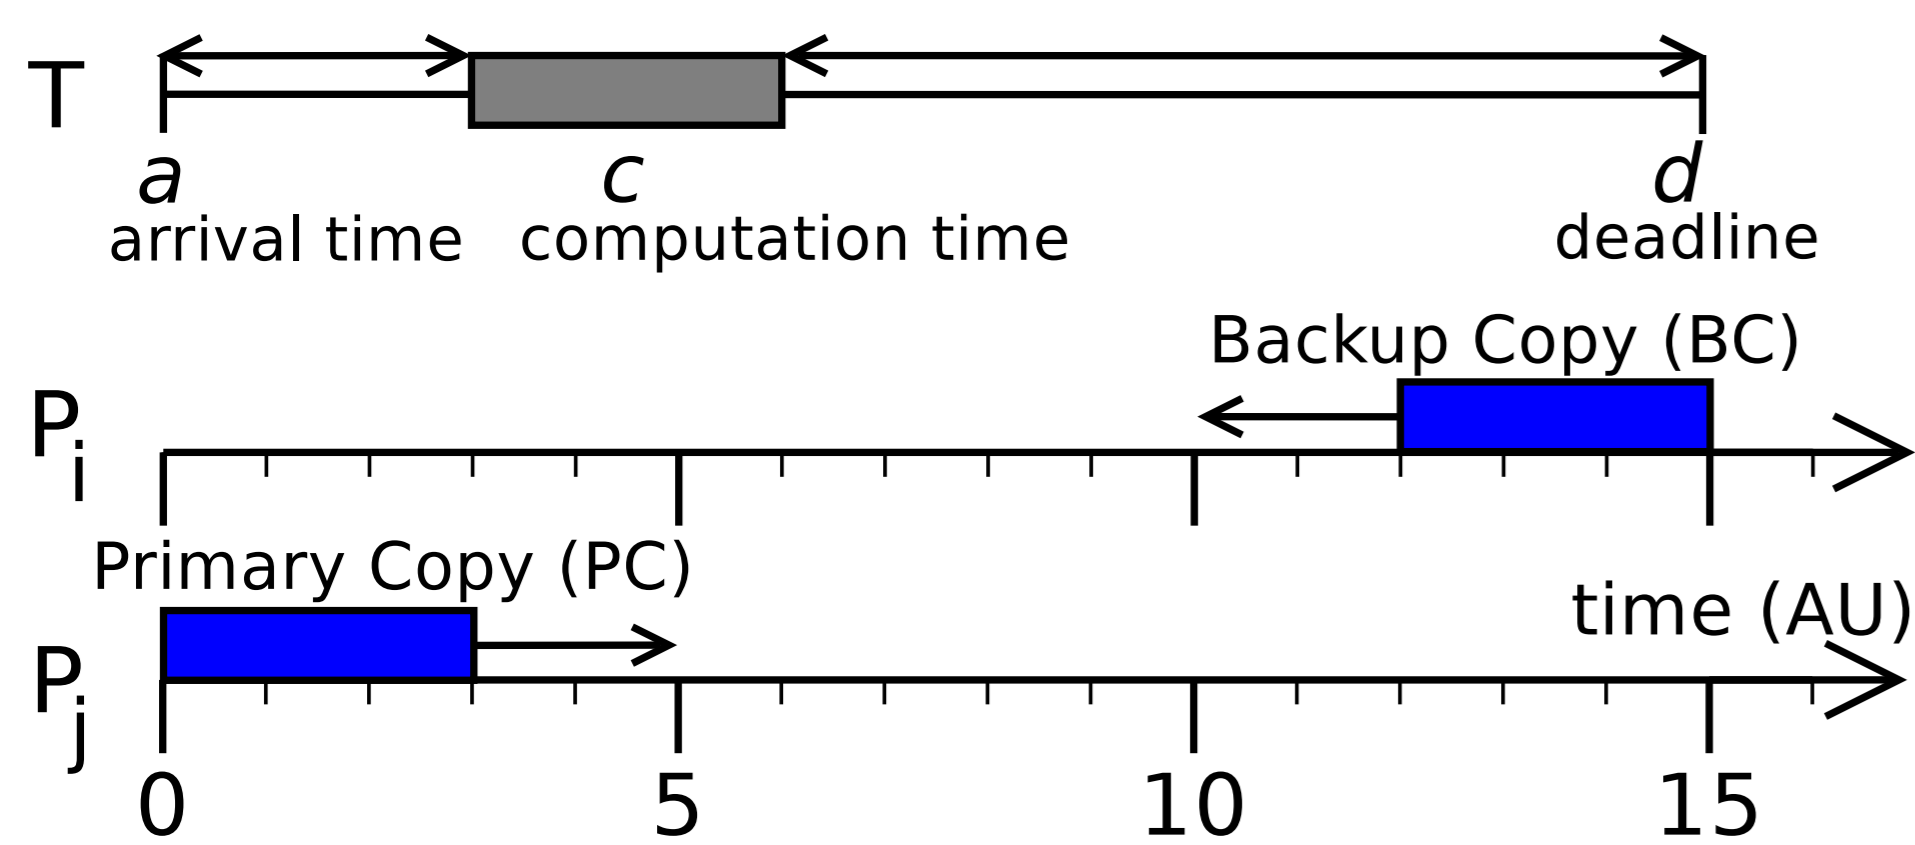 T
a c d
arrival time computation time deadline
Backup Copy (BC)
Pi
Primary Copy (PC)
time (AU)
Pj
0 5 10 15